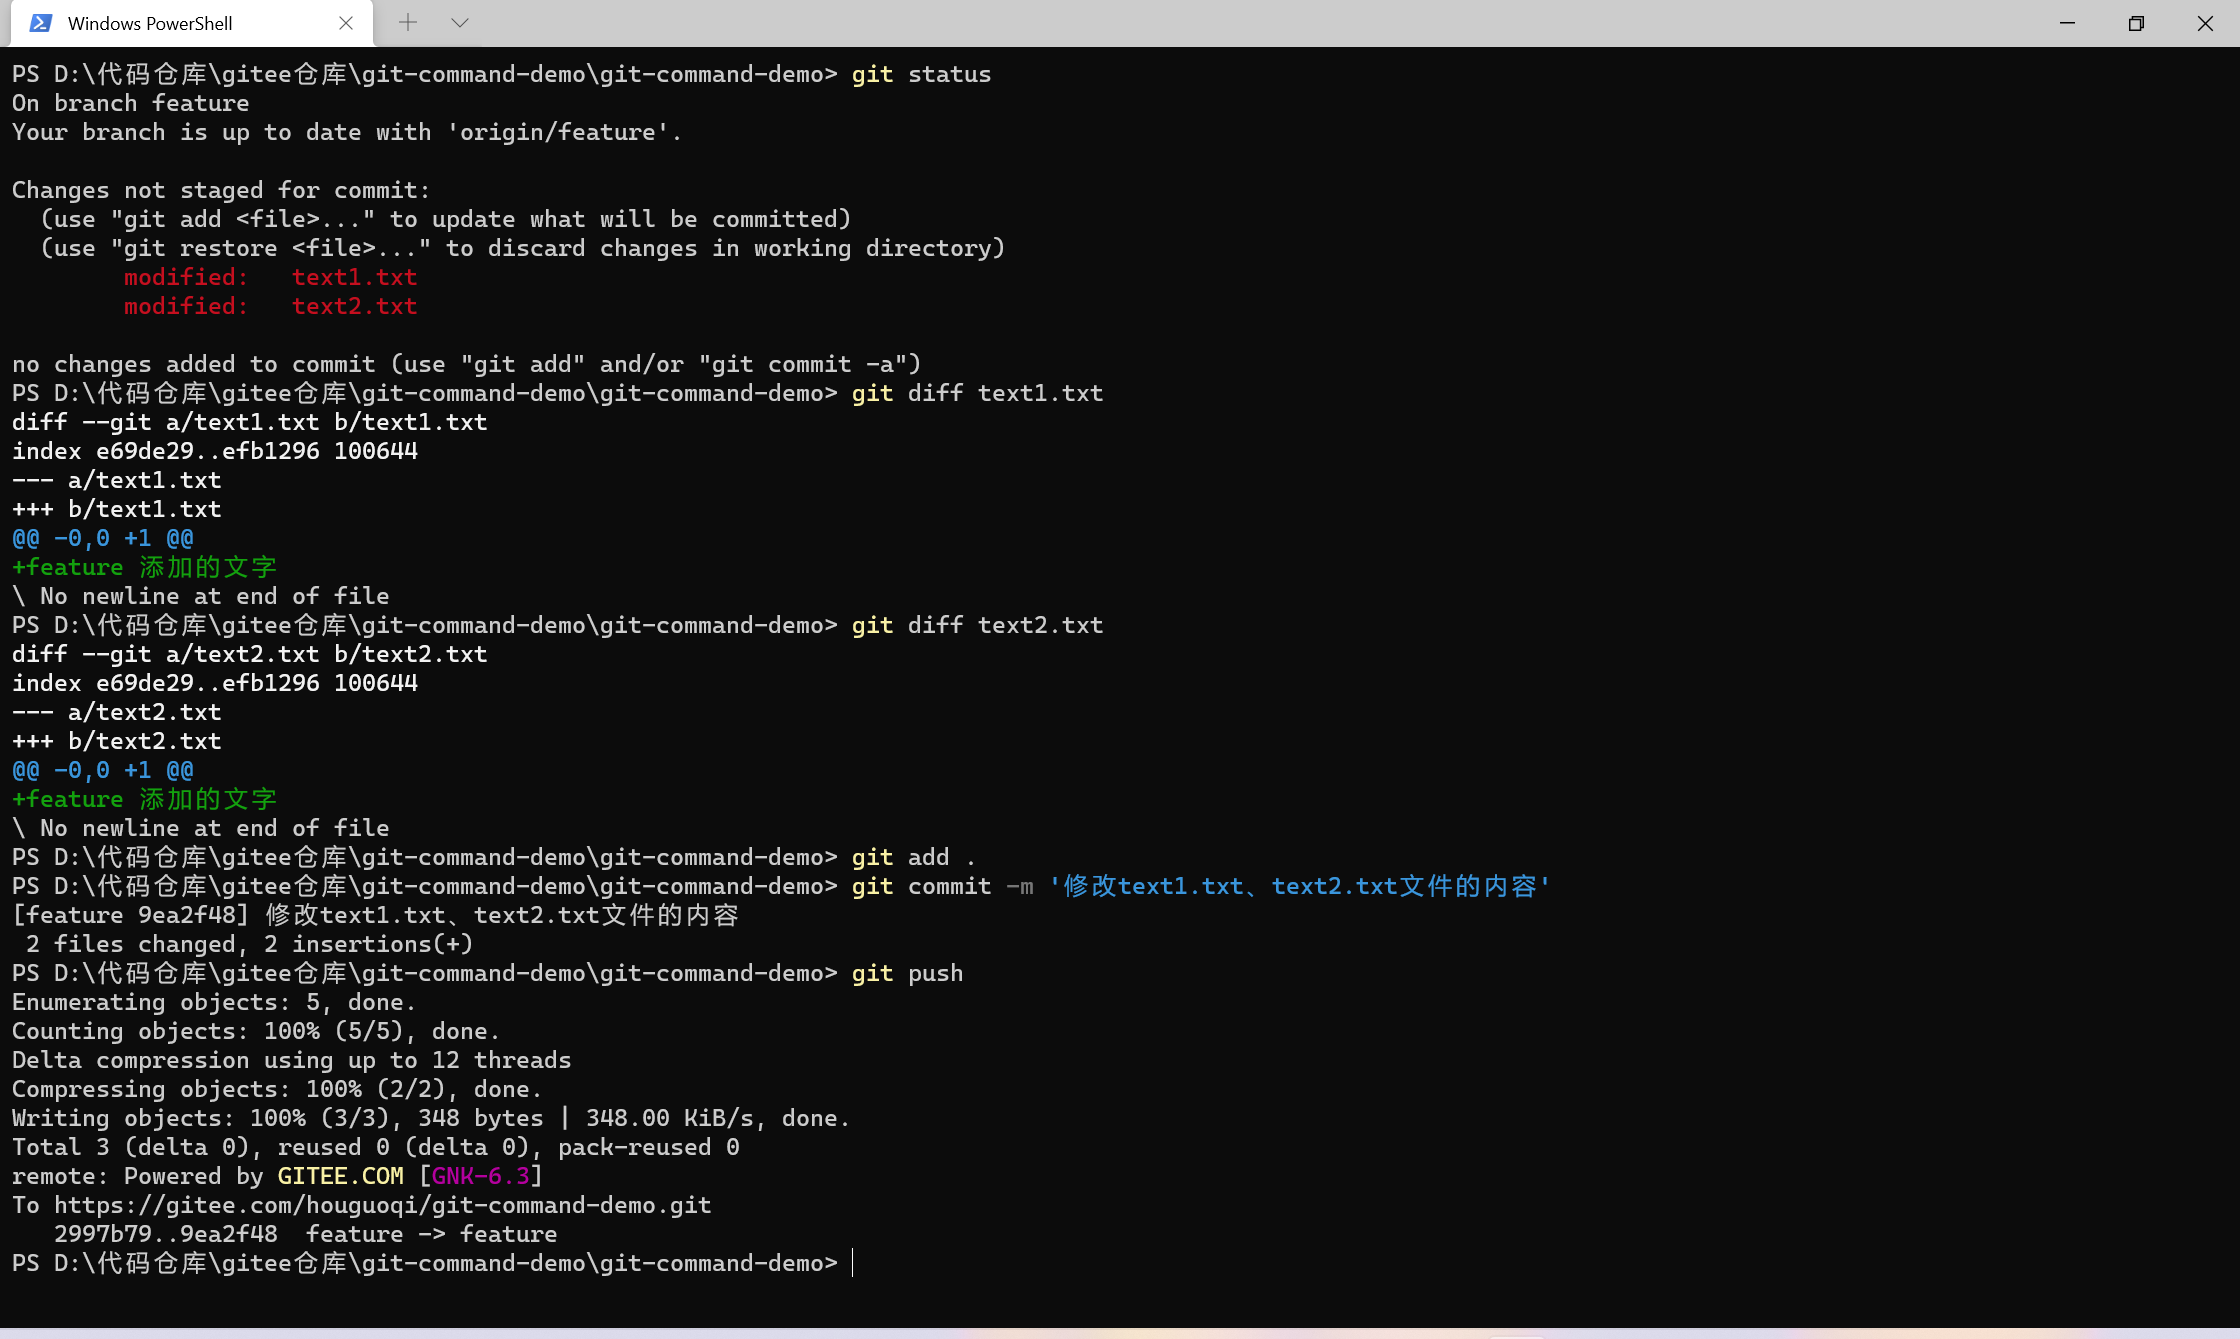 Windows PowerShell
PS D:\代码仓库\gitee仓库\git-command-demo\git-command-demo> git status
On branch feature
Your branch is up to date with 'origin/feature'.
Changes not staged for commit:
  (use "git add <file>..." to update what will be committed)
  (use "git restore <file>..." to discard changes in working directory)
        modified:   text1.txt
        modified:   text2.txt
no changes added to commit (use "git add" and/or "git commit -a")
PS D:\代码仓库\gitee仓库\git-command-demo\git-command-demo> git diff text1.txt
diff --git a/text1.txt b/text1.txt
index e69de29..efb1296 100644
--- a/text1.txt
+++ b/text1.txt
@@ -0,0 +1 @@
+feature 添加的文字
\ No newline at end of file
PS D:\代码仓库\gitee仓库\git-command-demo\git-command-demo> git diff text2.txt
diff --git a/text2.txt b/text2.txt
index e69de29..efb1296 100644
--- a/text2.txt
+++ b/text2.txt
@@ -0,0 +1 @@
+feature 添加的文字
\ No newline at end of file
PS D:\代码仓库\gitee仓库\git-command-demo\git-command-demo> git add .
PS D:\代码仓库\gitee仓库\git-command-demo\git-command-demo> git commit -m '修改text1.txt、text2.txt文件的内容'
[feature 9ea2f48] 修改text1.txt、text2.txt文件的内容
 2 files changed, 2 insertions(+)
PS D:\代码仓库\gitee仓库\git-command-demo\git-command-demo> git push
Enumerating objects: 5, done.
Counting objects: 100% (5/5), done.
Delta compression using up to 12 threads
Compressing objects: 100% (2/2), done.
Writing objects: 100% (3/3), 348 bytes | 348.00 KiB/s, done.
Total 3 (delta 0), reused 0 (delta 0), pack-reused 0
remote: Powered by GITEE.COM [GNK-6.3]
To https://gitee.com/houguoqi/git-command-demo.git
   2997b79..9ea2f48  feature -> feature
PS D:\代码仓库\gitee仓库\git-command-demo\git-command-demo>